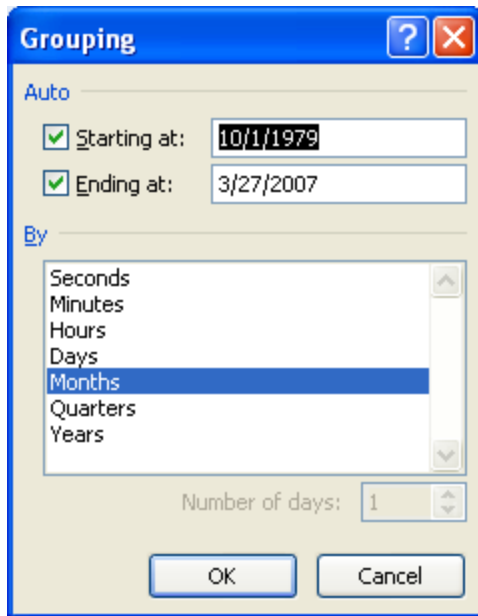 Grouping
Auto
Starting at: 10/1/1979
Ending at: 3/27/2007
By
Seconds
Minutes
Hours
Days
Months
Quarters
Years
Number of days: 1
OK Cancel